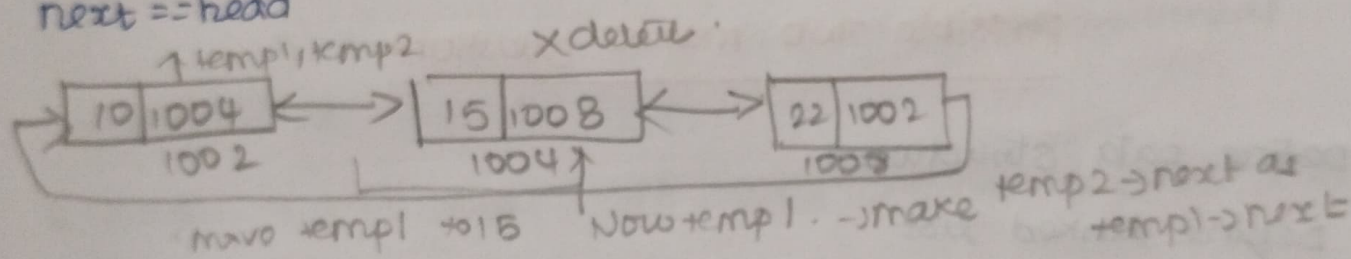 next == head
↑ temp1, temp2
x delete.
10 1004 15 1008 22 1002
1002 1004 1008
move temp1 to 15 Now temp1. → make temp2→next as
temp1→next